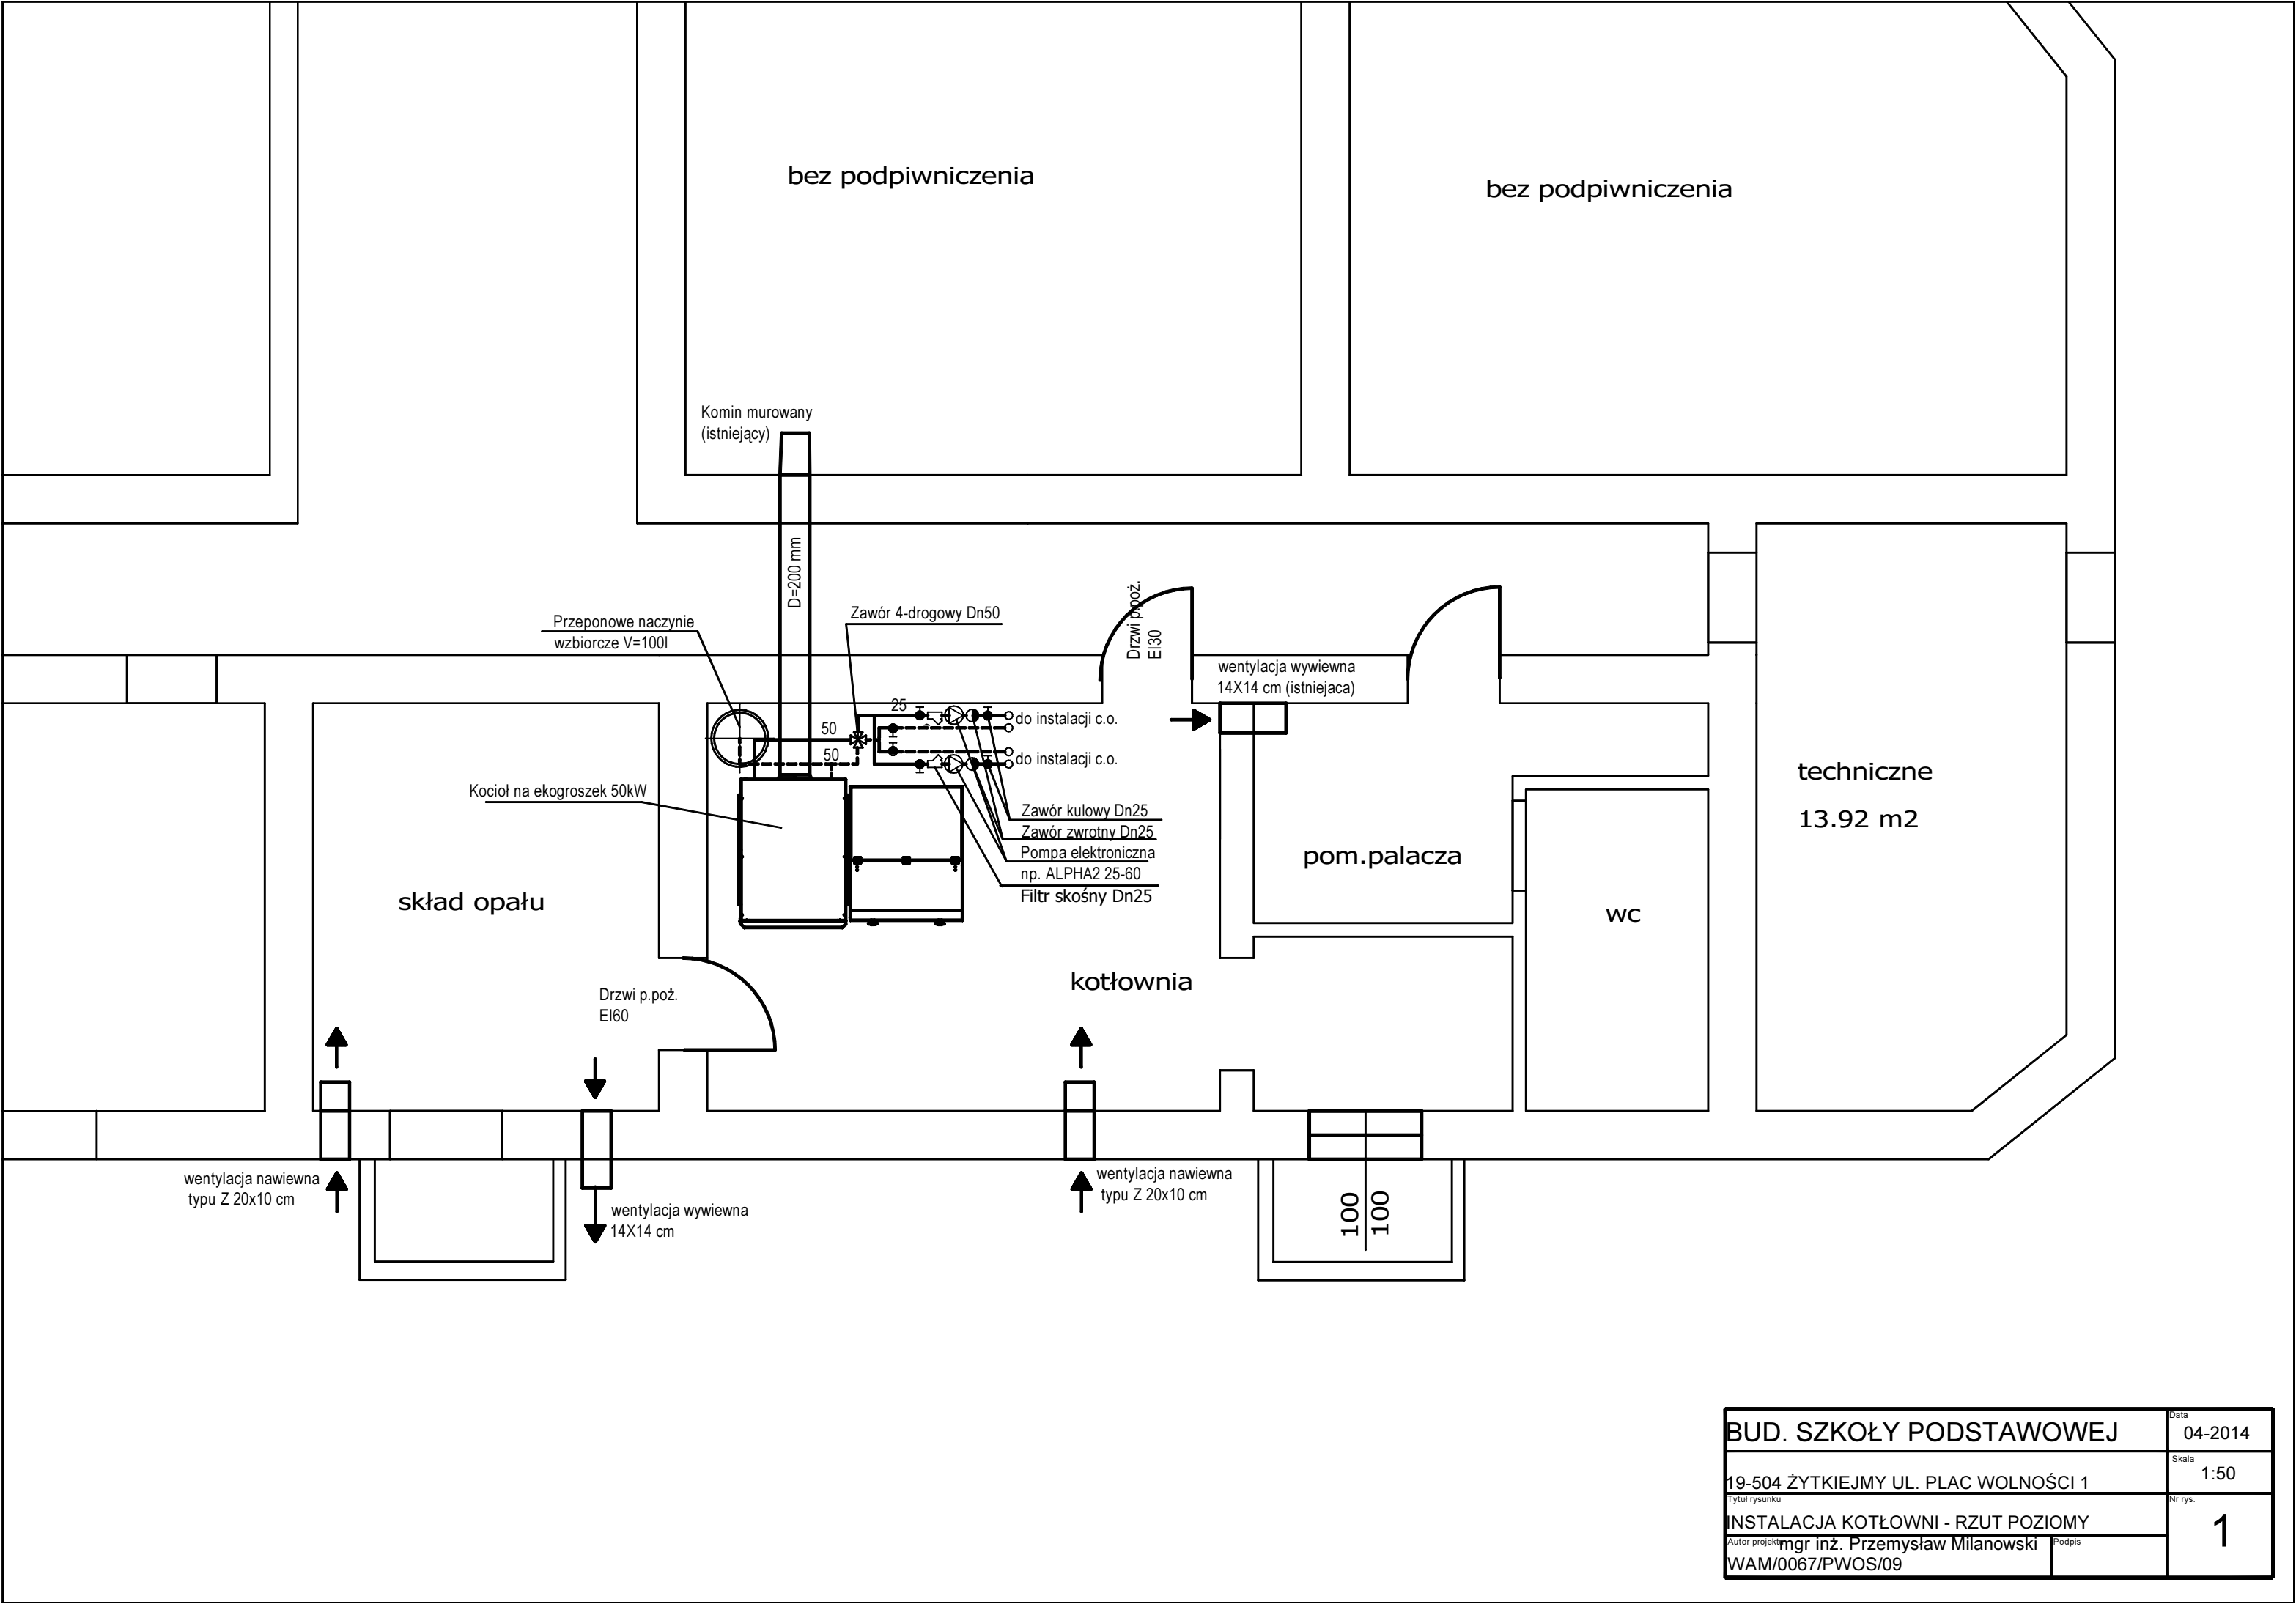 bez podpiwniczenia
bez podpiwniczenia
Komin murowany
(istniejący)
D=200 mm
Przeponowe naczynie
wzbiorcze V=100l
Zawór 4-drogowy Dn50
Drzwi p.poż.
EI30
wentylacja wywiewna
14X14 cm (istniejaca)
25
50
50
do instalacji c.o.
do instalacji c.o.
Kocioł na ekogroszek 50kW
Zawór kulowy Dn25
Zawór zwrotny Dn25
Pompa elektroniczna
np. ALPHA2 25-60
Filtr skośny Dn25
techniczne
13.92 m2
pom.palacza
skład opału
wc
kotłownia
Drzwi p.poż.
EI60
wentylacja nawiewna
typu Z 20x10 cm
wentylacja wywiewna
14X14 cm
wentylacja nawiewna
typu Z 20x10 cm
100
100
BUD. SZKOŁY PODSTAWOWEJ
Data
04-2014
19-504 ŻYTKIEJMY UL. PLAC WOLNOŚCI 1
Skala
1:50
Tytuł rysunku
INSTALACJA KOTŁOWNI - RZUT POZIOMY
Nr rys.
1
Autor projektu
mgr inż. Przemysław Milanowski
WAM/0067/PWOS/09
Podpis